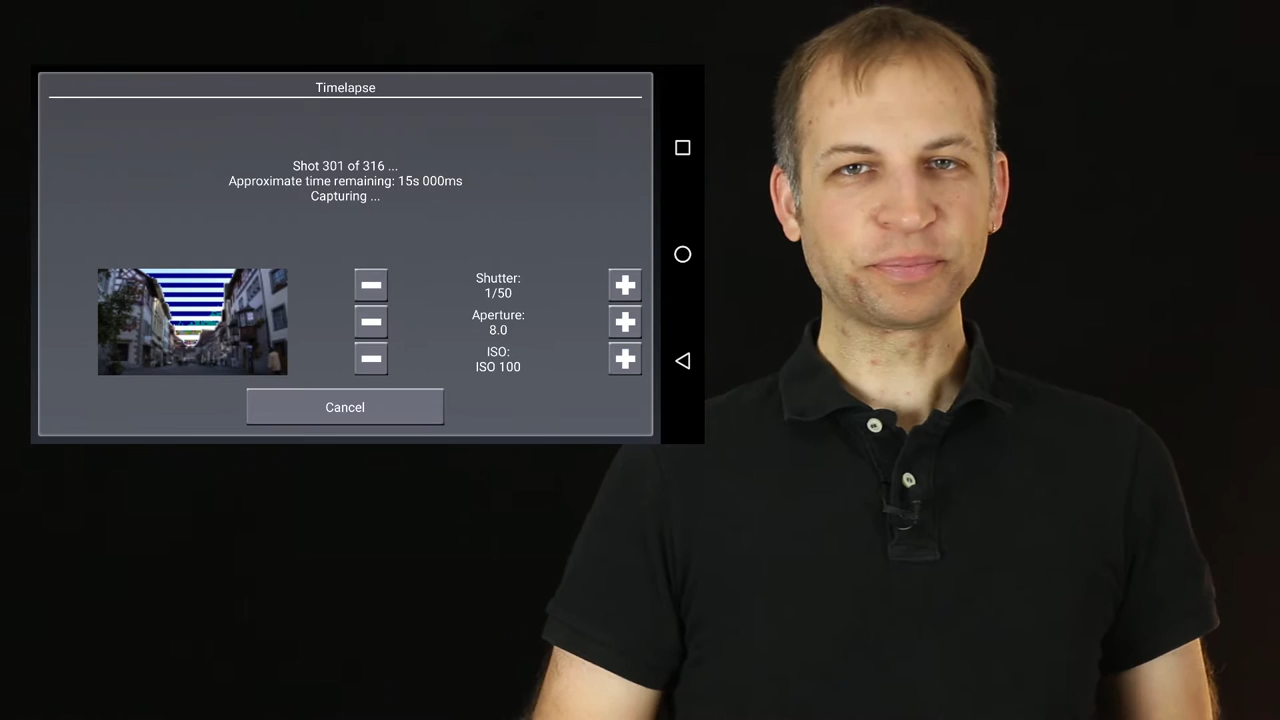 Timelapse
Shot 301 of 316 ...
Approximate time remaining: 15s 000ms
Capturing ...
Shutter:
1/50
Aperture:
8.0
ISO:
ISO 100
Cancel